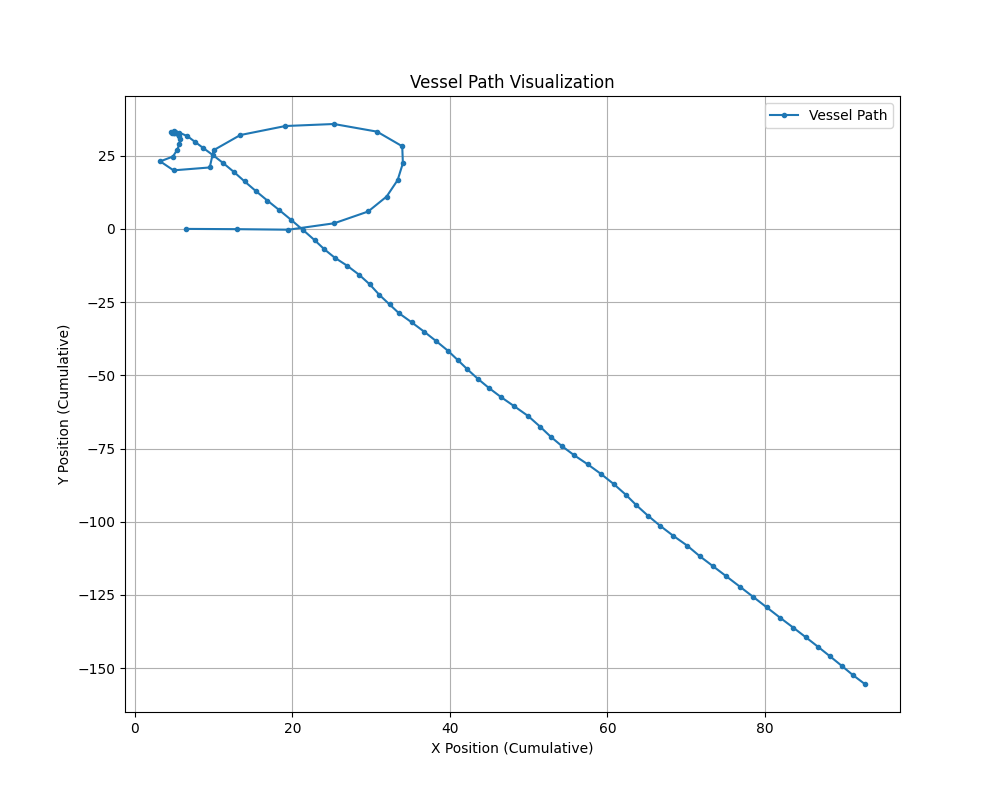 Vessel Path Visualization
Vessel Path
25
0
−25
−50
−75
−100
−125
−150
Y Position (Cumulative)
0 20 40 60 80
X Position (Cumulative)